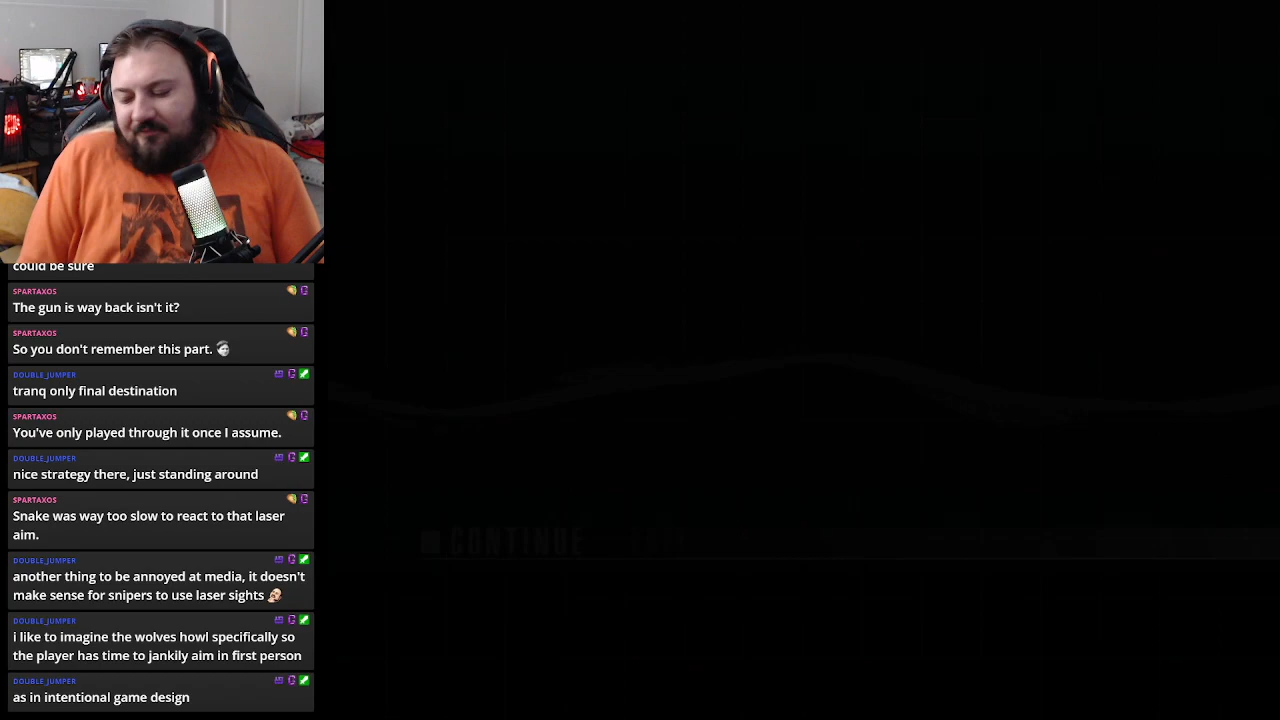 could be sure
SPARTAXOS
The gun is way back isn't it?
SPARTAXOS
So you don't remember this part.
DOUBLE_JUMPER
tranq only final destination
SPARTAXOS
You've only played through it once I assume.
DOUBLE_JUMPER
nice strategy there, just standing around
SPARTAXOS
Snake was way too slow to react to that laser
aim.
DOUBLE_JUMPER
another thing to be annoyed at media, it doesn't
make sense for snipers to use laser sights
DOUBLE_JUMPER
i like to imagine the wolves howl specifically so
the player has time to jankily aim in first person
DOUBLE_JUMPER
as in intentional game design
CONTINUE EXIT